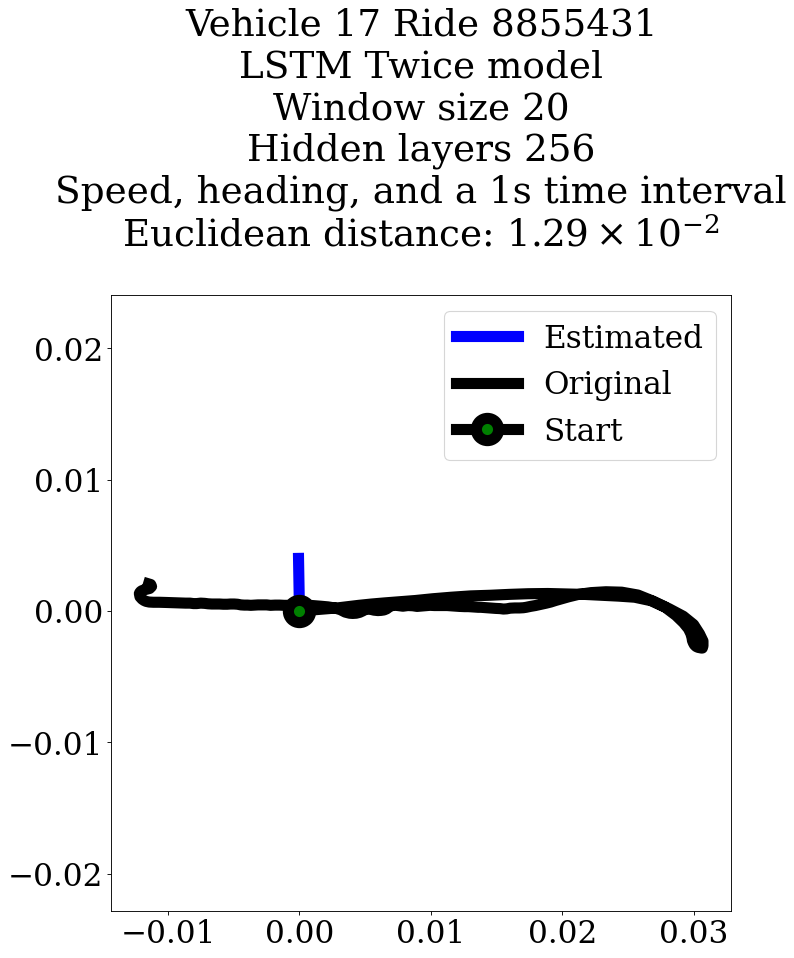 Vehicle 17 Ride 8855431
LSTM Twice model
Window size 20
Hidden layers 256
Speed, heading, and a 1s time interval
Euclidean distance: 1.29 × 10⁻²
Estimated
Original
Start
0.02
0.01
0.00
−0.01
−0.02
−0.01 0.00 0.01 0.02 0.03